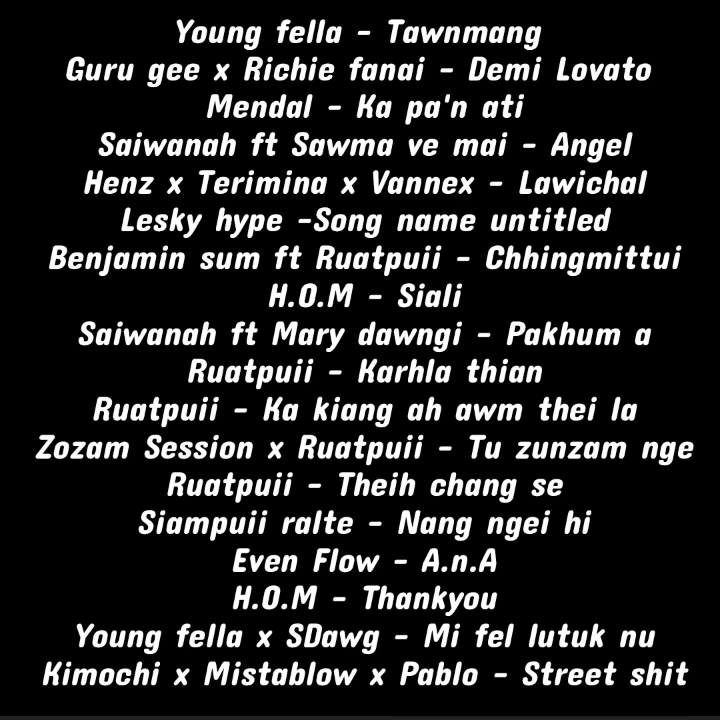 Young fella - Tawnmang
Guru gee x Richie fanai - Demi Lovato
Mendal - Ka pa'n ati
Saiwanah ft Sawma ve mai - Angel
Henz x Terimina x Vannex - Lawichal
Lesky hype -Song name untitled
Benjamin sum ft Ruatpuii - Chhingmittui
H.O.M - Siali
Saiwanah ft Mary dawngi - Pakhum a
Ruatpuii - Karhla thian
Ruatpuii - Ka kiang ah awm thei la
Zozam Session x Ruatpuii - Tu zunzam nge
Ruatpuii - Theih chang se
Siampuii ralte - Nang ngei hi
Even Flow - A.n.A
H.O.M - Thankyou
Young fella x SDawg - Mi fel lutuk nu
Kimochi x Mistablow x Pablo - Street shit